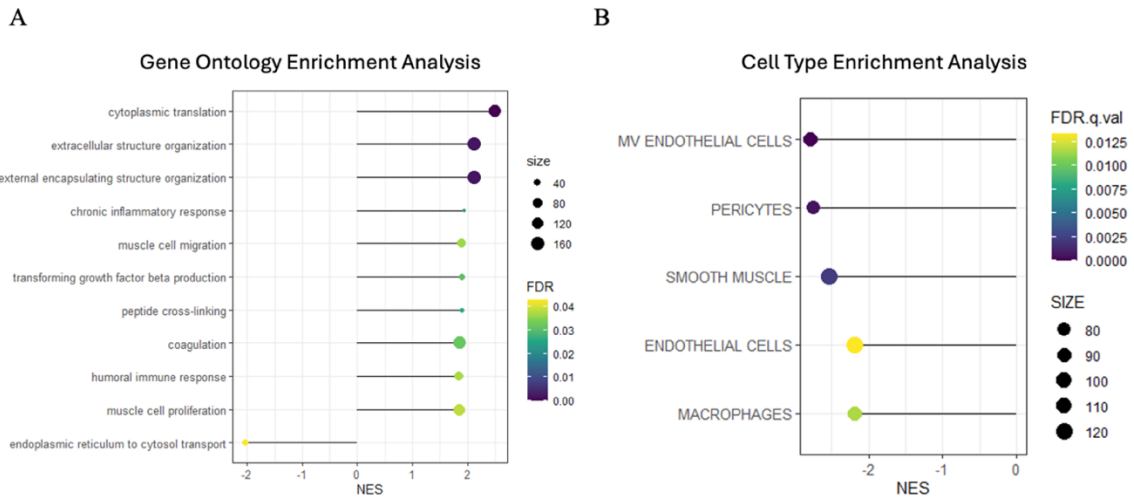 A
B
Gene Ontology Enrichment Analysis
cytoplasmic translation
extracellular structure organization
external encapsulating structure organization
chronic inflammatory response
muscle cell migration
transforming growth factor beta production
peptide cross-linking
coagulation
humoral immune response
muscle cell proliferation
endoplasmic reticulum to cytosol transport
-2
-1
0
1
2
NES
size
40
80
120
160
FDR
0.04
0.03
0.02
0.01
0.00
Cell Type Enrichment Analysis
MV ENDOTHELIAL CELLS
PERICYTES
SMOOTH MUSCLE
ENDOTHELIAL CELLS
MACROPHAGES
-2
-1
0
NES
FDR.q.val
0.0125
0.0100
0.0075
0.0050
0.0025
0.0000
SIZE
80
90
100
110
120